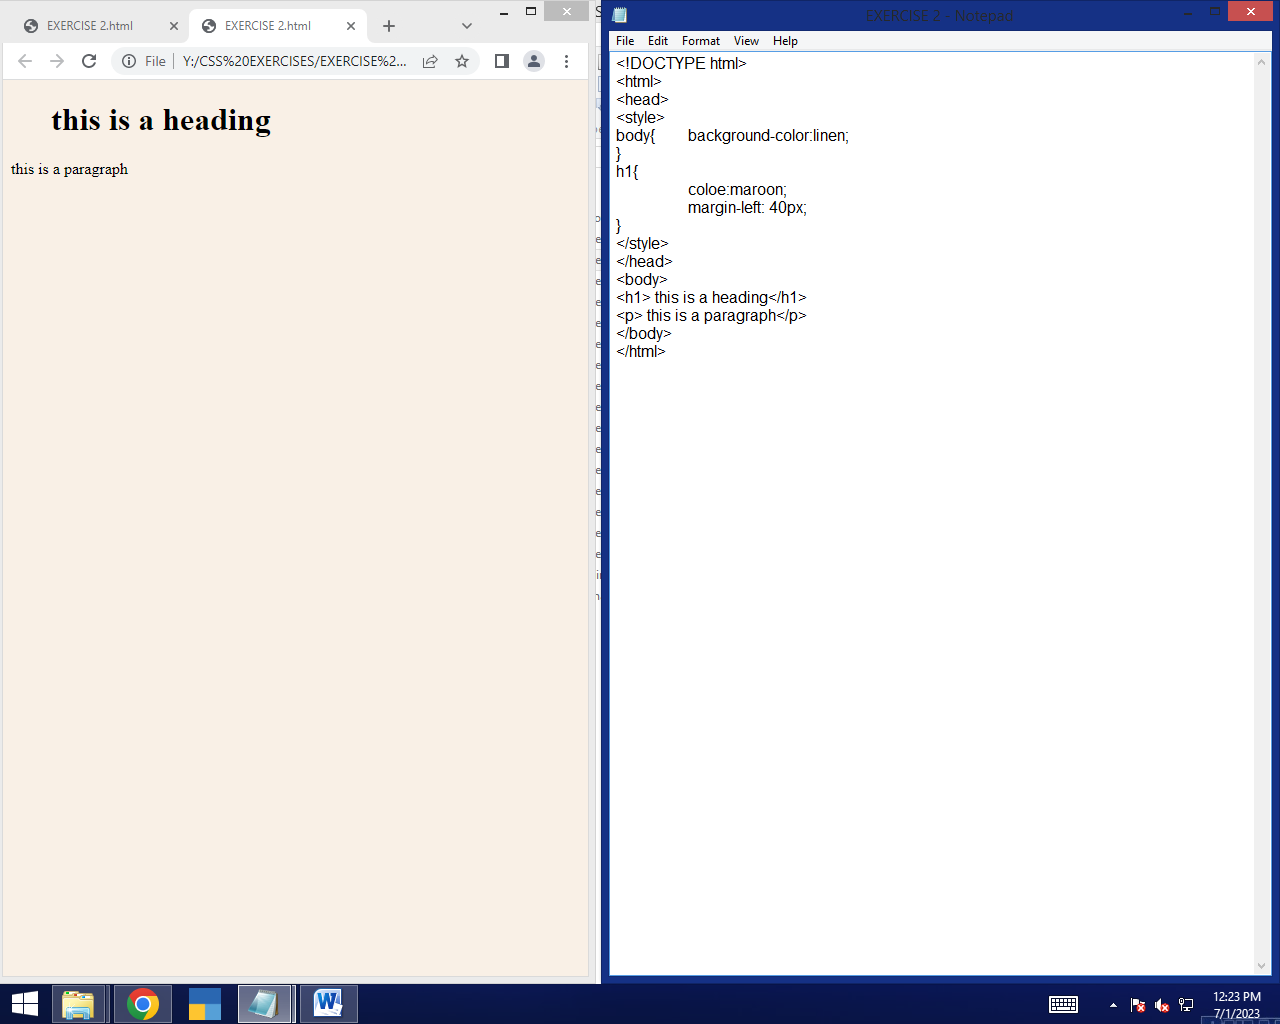 EXERCISE 2.html
EXERCISE 2.html
File
Y:/CSS%20EXERCISES/EXERCISE%2...
this is a heading
this is a paragraph
EXERCISE 2 - Notepad
File Edit Format View Help
<!DOCTYPE html>
<html>
<head>
<style>
body{ background-color:linen;
}
h1{
coloe:maroon;
margin-left: 40px;
}
</style>
</head>
<body>
<h1> this is a heading</h1>
<p> this is a paragraph</p>
</body>
</html>
12:23 PM
7/1/2023